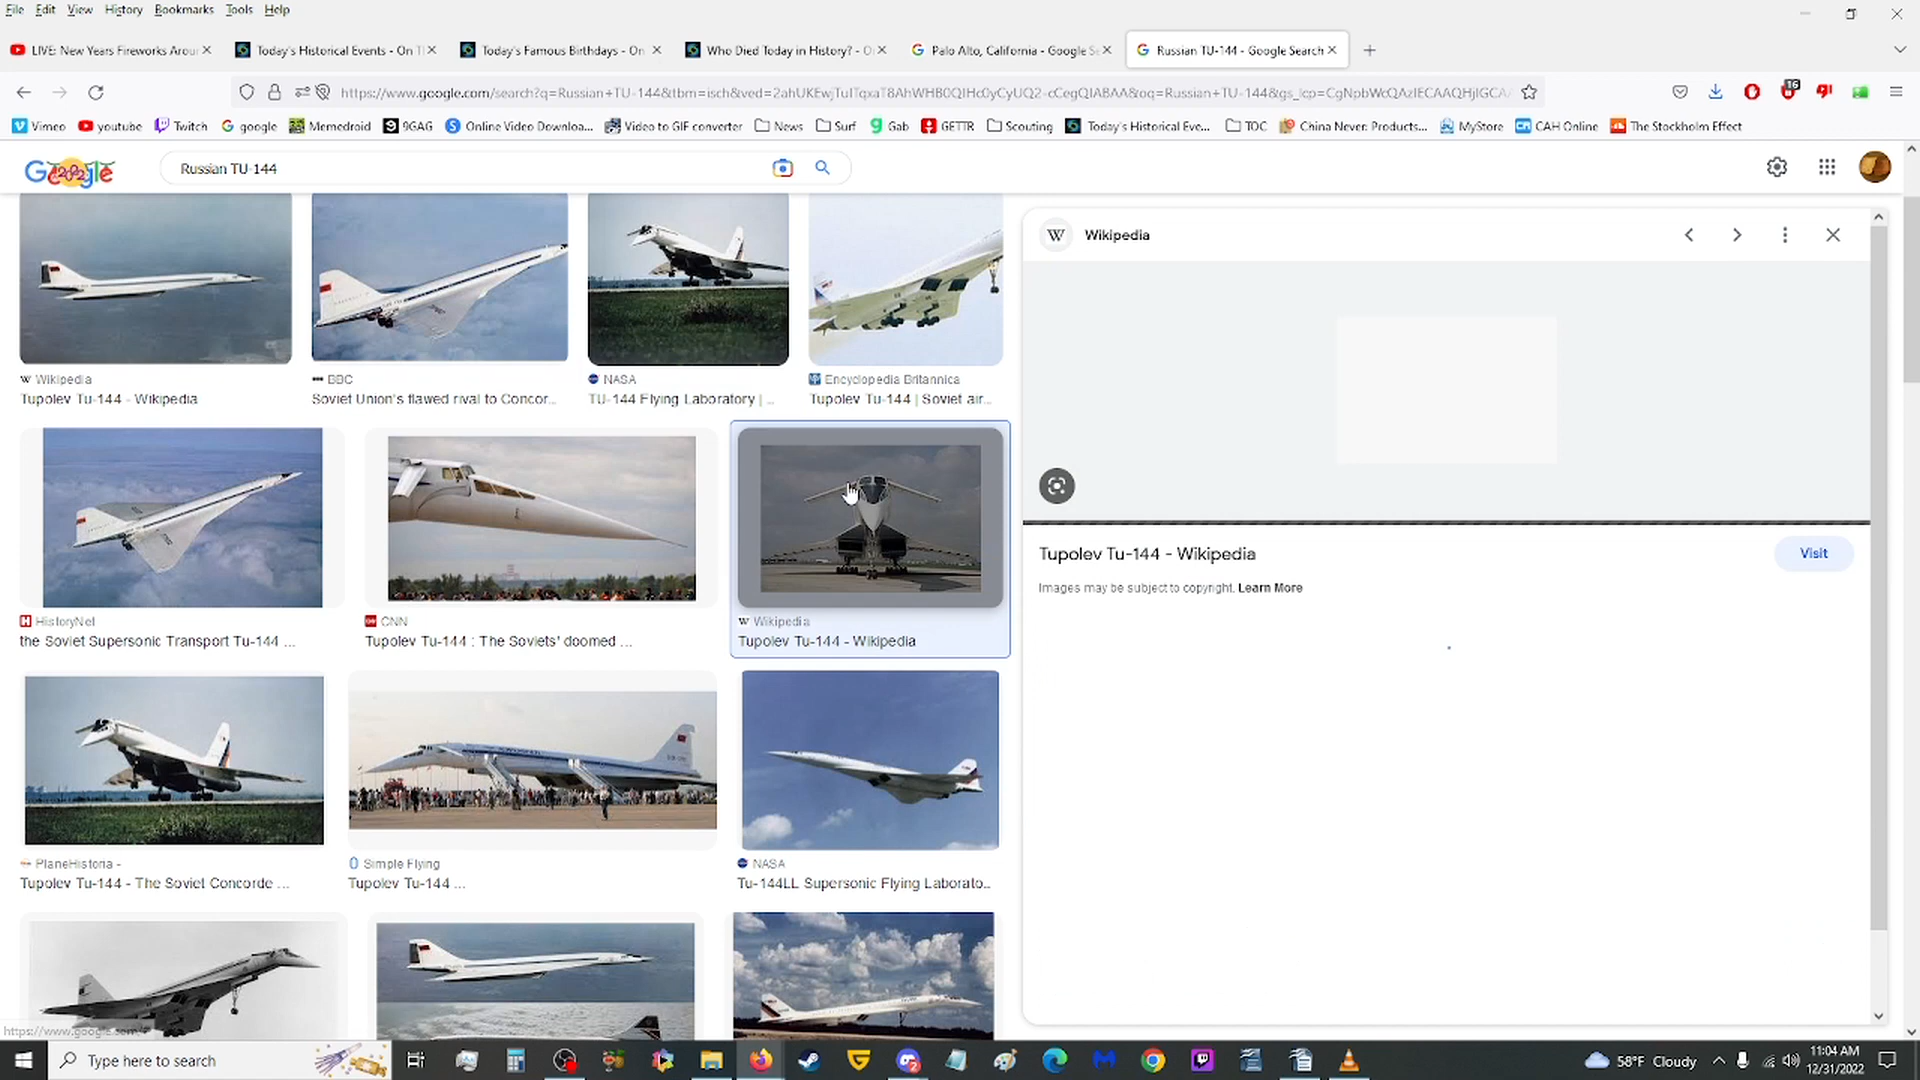 File Edit View History Bookmarks Tools Help
LIVE: New Years Fireworks Arou
Today's Historical Events - On T
Today's Famous Birthdays - On
Who Died Today in History? - O
Palo Alto, California - Google Se
Russian TU-144 - Google Search
Vimeo youtube Twitch google Memedroid 9GAG Online Video Downloa... Video to GIF converter News Surf Gab GETTR Scouting Today's Historical Eve... TOC China Never: Products... MyStore CAH Online The Stockholm Effect
Russian TU-144
Wikipedia
Wikipedia
Tupolev Tu-144 - Wikipedia
BBC
Soviet Union's flawed rival to Concor...
NASA
TU-144 Flying Laboratory | ...
Encyclopedia Britannica
Tupolev Tu-144 | Soviet air...
HistoryNet
the Soviet Supersonic Transport Tu-144 ...
CNN
Tupolev Tu-144 : The Soviets' doomed ...
Wikipedia
Tupolev Tu-144 - Wikipedia
Tupolev Tu-144 - Wikipedia
Visit
Images may be subject to copyright. Learn More
PlaneHistoria -
Tupolev Tu-144 - The Soviet Concorde ...
Simple Flying
Tupolev Tu-144 ...
NASA
Tu-144LL Supersonic Flying Laborato...
Type here to search
58°F Cloudy
11:04 AM
12/31/2022